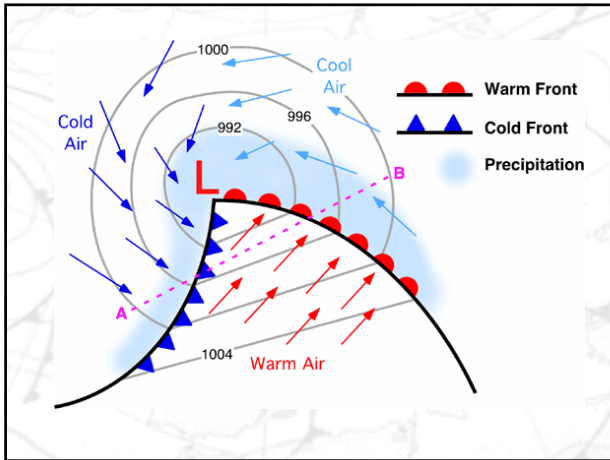 1000
Cool
Air
Cold
Air
992
996
L
B
A
1004
Warm Air
Warm Front
Cold Front
Precipitation